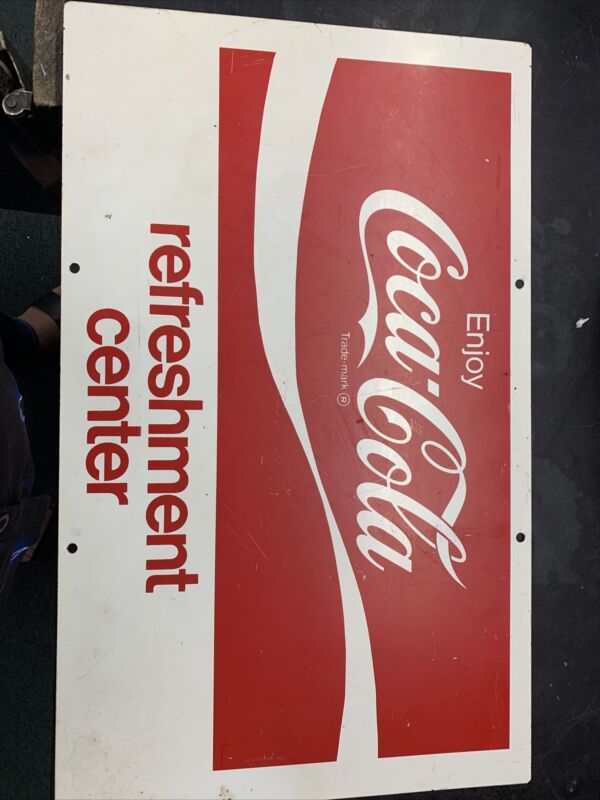 Enjoy
Coca-Cola
Trade-mark ®
refreshment
center